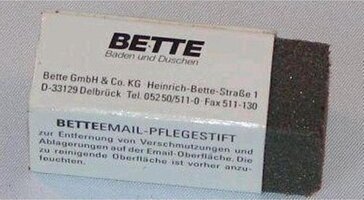 BETTE
Baden und Duschen
Bette GmbH & Co. KG Heinrich-Bette-Straße 1
D-33129 Delbrück Tel. 05250/511-0 Fax 511-130
BETTEEMAIL-PFLEGESTIFT
zur Entfernung von Verschmutzungen und
Ablagerungen auf der Email-Oberfläche. Die
zu reinigende Oberfläche ist vorher anzu-
feuchten.